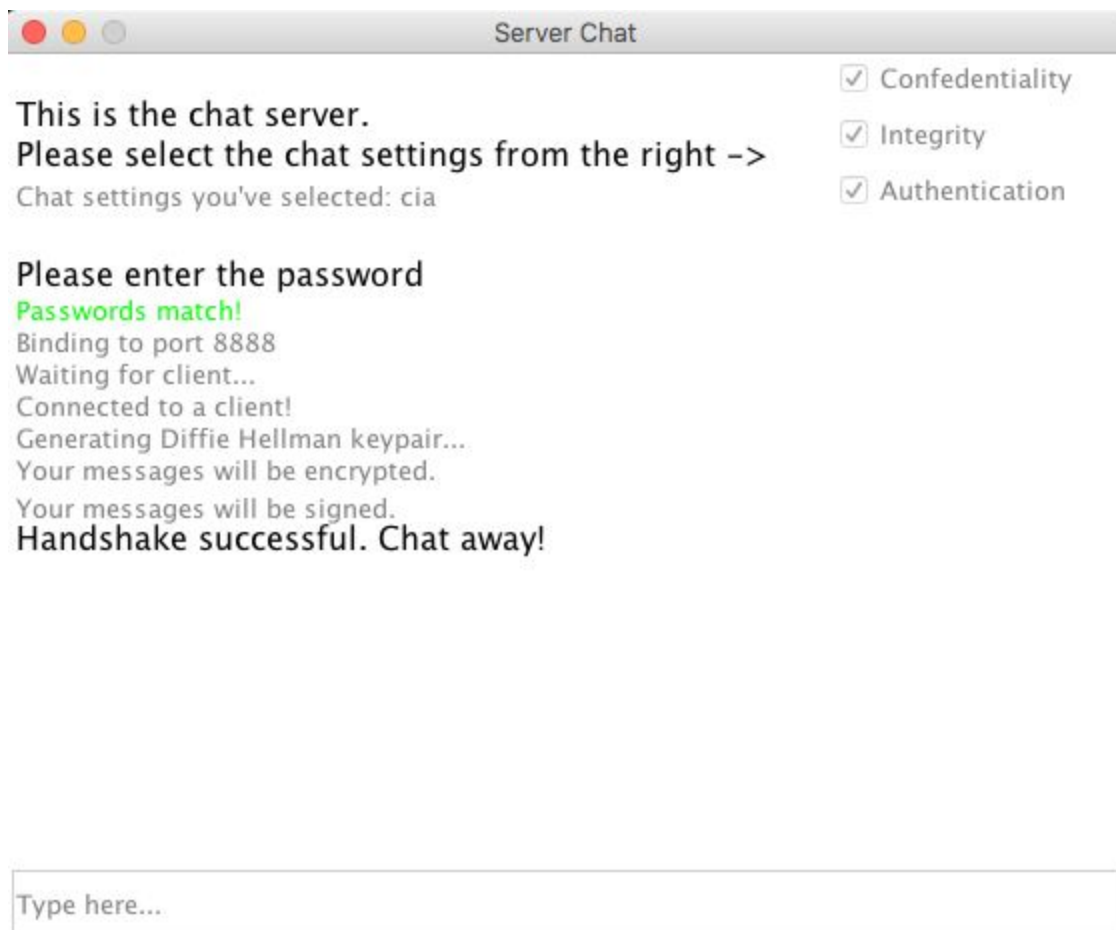 Server Chat
Confedentiality
Integrity
Authentication
This is the chat server.
Please select the chat settings from the right –>
Chat settings you've selected: cia
Please enter the password
Passwords match!
Binding to port 8888
Waiting for client...
Connected to a client!
Generating Diffie Hellman keypair...
Your messages will be encrypted.
Your messages will be signed.
Handshake successful. Chat away!
Type here...